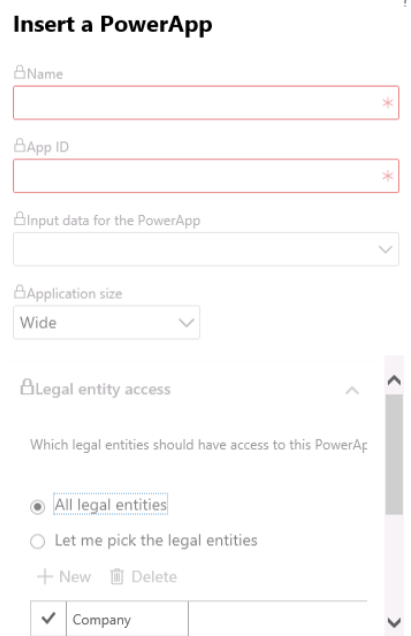 Insert a PowerApp
Name
*
App ID
*
Input data for the PowerApp
Application size
Wide
Legal entity access
Which legal entities should have access to this PowerAp
All legal entities
Let me pick the legal entities
+ New Delete
Company